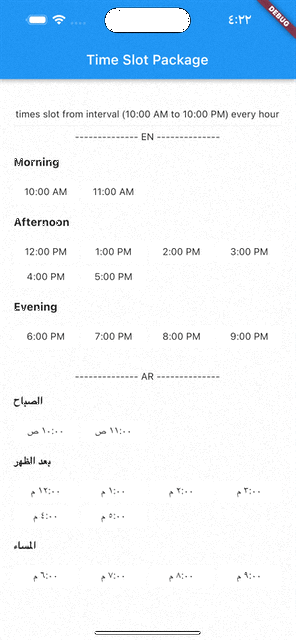 ٤:٢٢
DEBUG
Time Slot Package
times slot from interval (10:00 AM to 10:00 PM) every hour
-------------- EN --------------
Morning
10:00 AM 11:00 AM
Afternoon
12:00 PM 1:00 PM 2:00 PM 3:00 PM
4:00 PM 5:00 PM
Evening
6:00 PM 7:00 PM 8:00 PM 9:00 PM
-------------- AR --------------
الصباح
١٠:٠٠ ص ١١:٠٠ ص
بعد الظهر
١٢:٠٠ م ١:٠٠ م ٢:٠٠ م ٣:٠٠ م
٤:٠٠ م ٥:٠٠ م
المساء
٦:٠٠ م ٧:٠٠ م ٨:٠٠ م ٩:٠٠ م